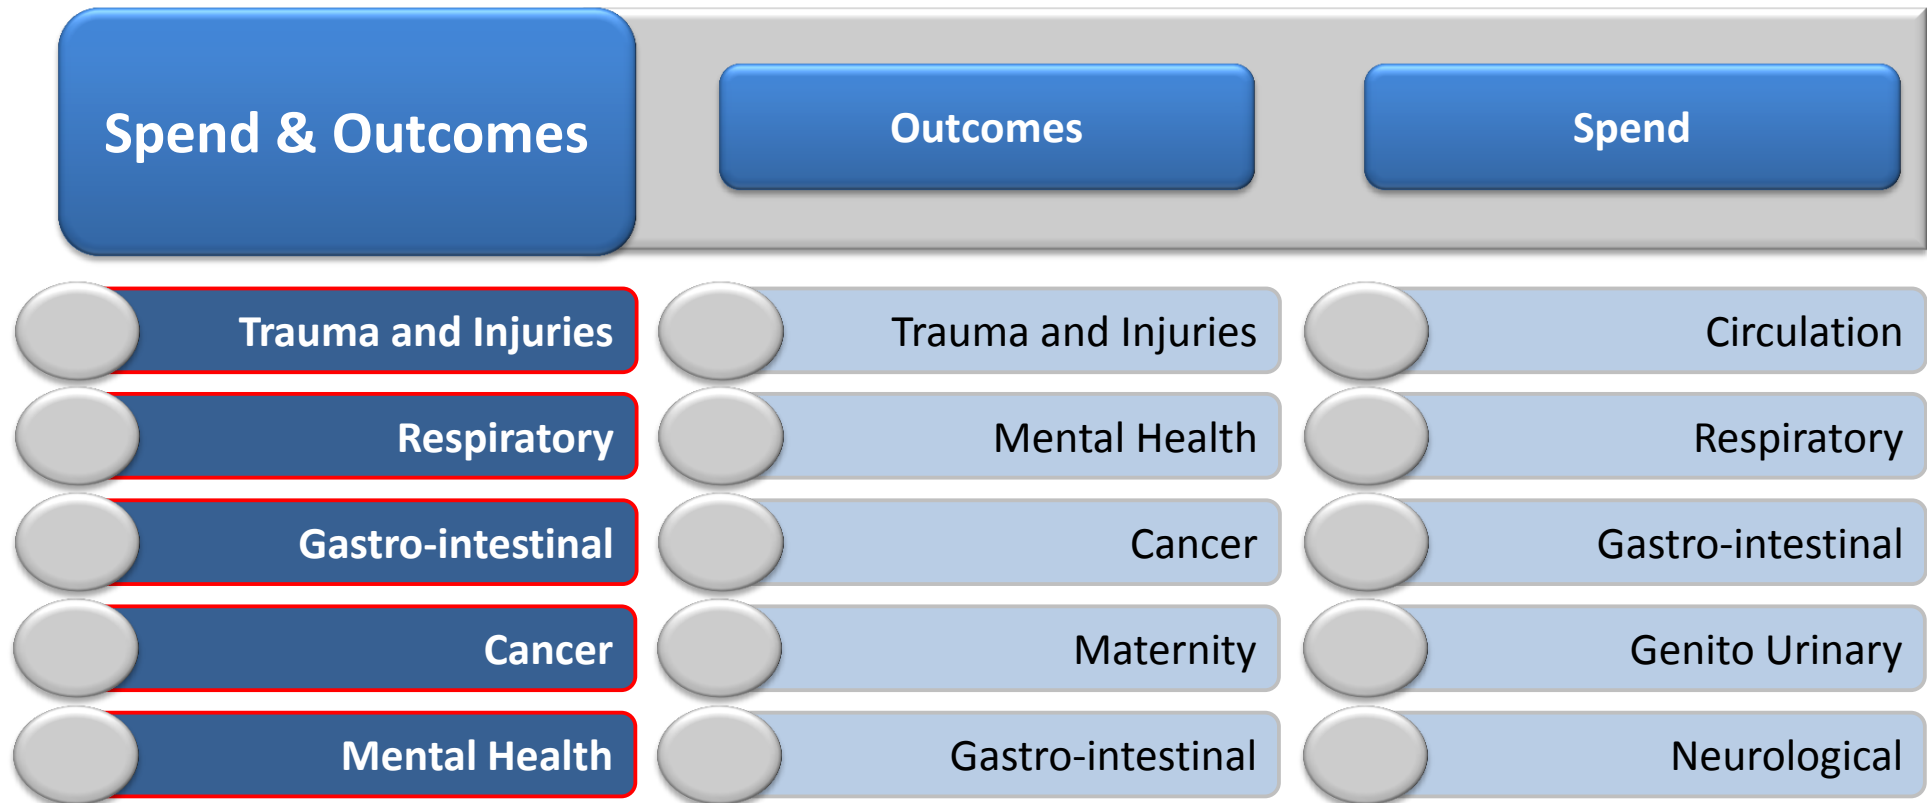 Spend & Outcomes
Outcomes
Spend
Trauma and Injuries
Trauma and Injuries
Circulation
Respiratory
Mental Health
Respiratory
Gastro-intestinal
Cancer
Gastro-intestinal
Cancer
Maternity
Genito Urinary
Mental Health
Gastro-intestinal
Neurological